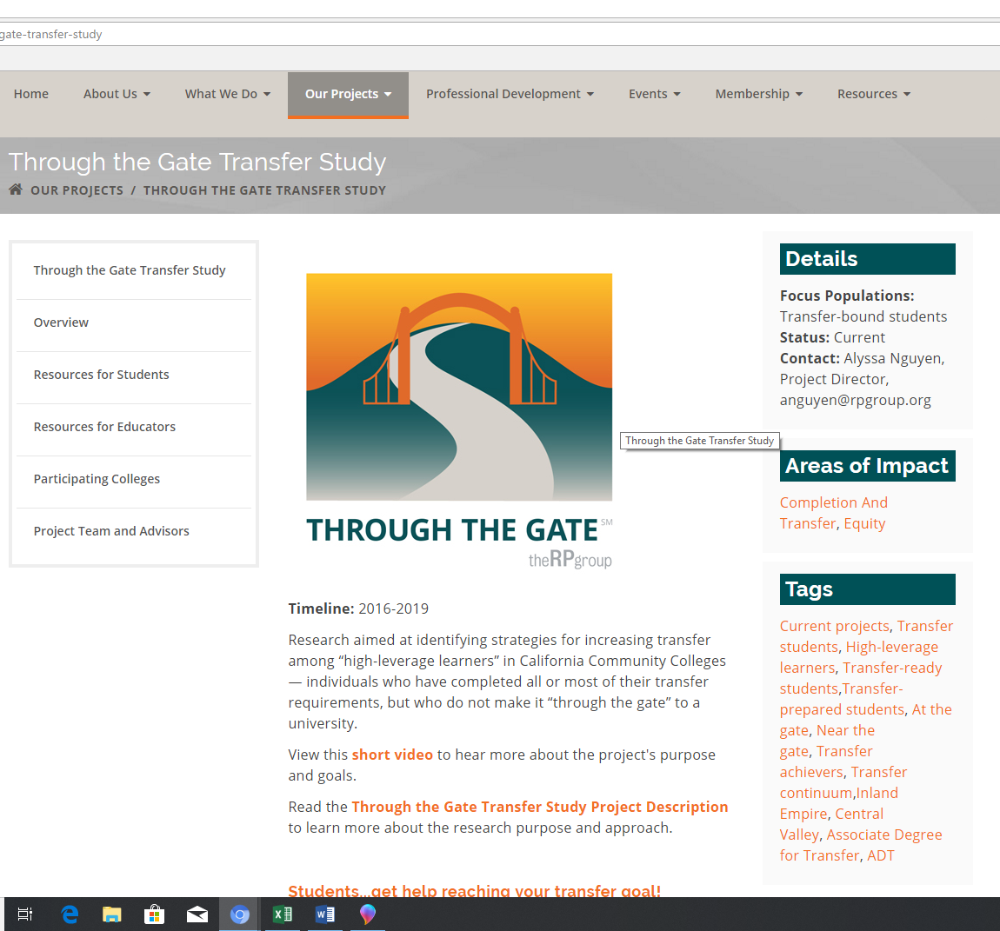 gate-transfer-study
Home About Us What We Do Our Projects Professional Development Events Membership Resources
Through the Gate Transfer Study
OUR PROJECTS / THROUGH THE GATE TRANSFER STUDY
Through the Gate Transfer Study
Overview
Resources for Students
Resources for Educators
Participating Colleges
Project Team and Advisors
THROUGH THE GATE SM
theRPgroup
Through the Gate Transfer Study
Timeline: 2016-2019
Research aimed at identifying strategies for increasing transfer
among “high-leverage learners” in California Community Colleges
— individuals who have completed all or most of their transfer
requirements, but who do not make it “through the gate” to a
university.
View this short video to hear more about the project's purpose
and goals.
Read the Through the Gate Transfer Study Project Description
to learn more about the research purpose and approach.
Students...get help reaching your transfer goal!
Details
Focus Populations:
Transfer-bound students
Status: Current
Contact: Alyssa Nguyen,
Project Director,
anguyen@rpgroup.org
Areas of Impact
Completion And
Transfer, Equity
Tags
Current projects, Transfer
students, High-leverage
learners, Transfer-ready
students,Transfer-
prepared students, At the
gate, Near the
gate, Transfer
achievers, Transfer
continuum,Inland
Empire, Central
Valley, Associate Degree
for Transfer, ADT